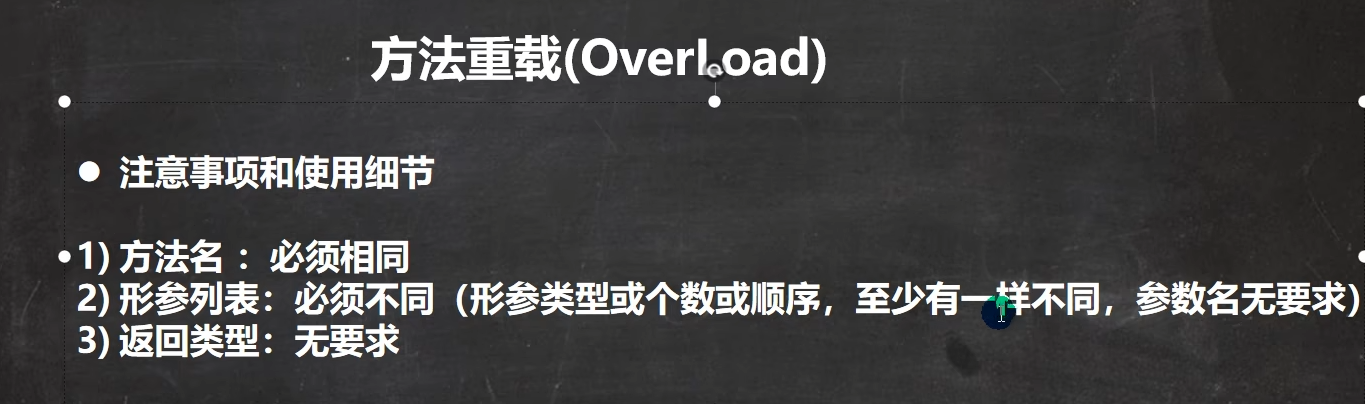 方法重载(OverLoad)
● 注意事项和使用细节
1) 方法名：必须相同
2) 形参列表：必须不同（形参类型或个数或顺序，至少有一样不同，参数名无要求）
3) 返回类型：无要求